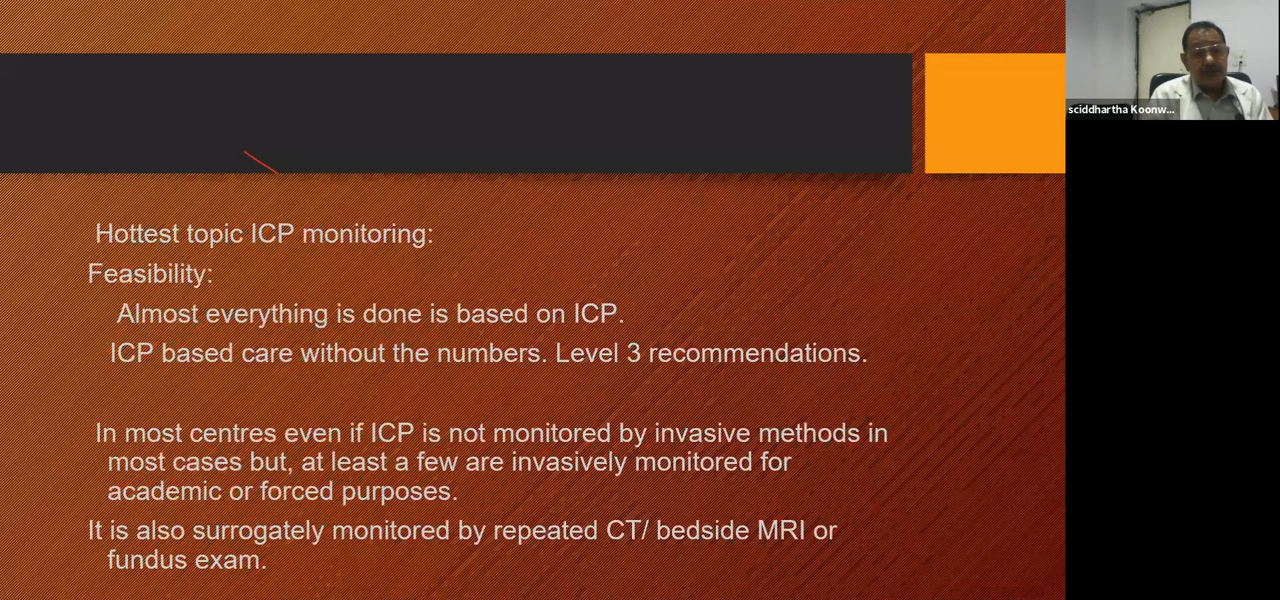 sciddhartha Koonw...
Hottest topic ICP monitoring:
Feasibility:
Almost everything is done is based on ICP.
ICP based care without the numbers. Level 3 recommendations.
In most centres even if ICP is not monitored by invasive methods in
most cases but, at least a few are invasively monitored for
academic or forced purposes.
It is also surrogately monitored by repeated CT/ bedside MRI or
fundus exam.